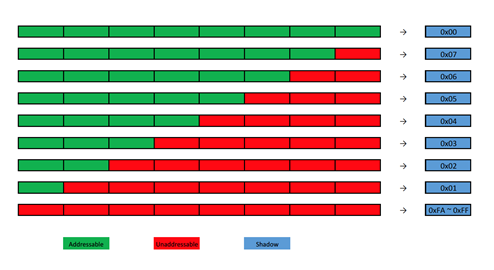 0x00
0x07
0x06
0x05
0x04
0x03
0x02
0x01
0xFA ~ 0xFF
Addressable
Unaddressable
Shadow